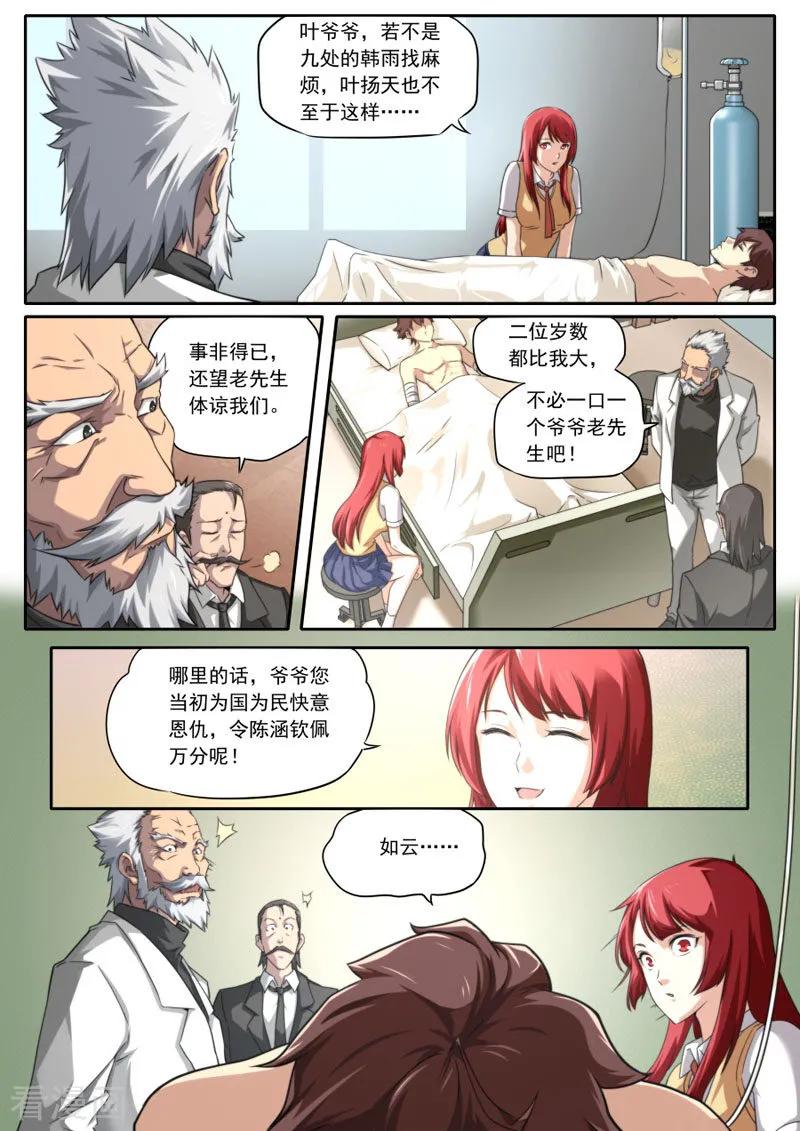 叶爷爷，若不是
九处的韩雨找麻
烦，叶扬天也不
至于这样……
事非得已，
还望老先生
体谅我们。
二位岁数
都比我大，
不必一口一
个爷爷老先
生吧！
哪里的话，爷爷您
当初为国为民快意
恩仇，令陈涵钦佩
万分呢！
如云……
看漫画